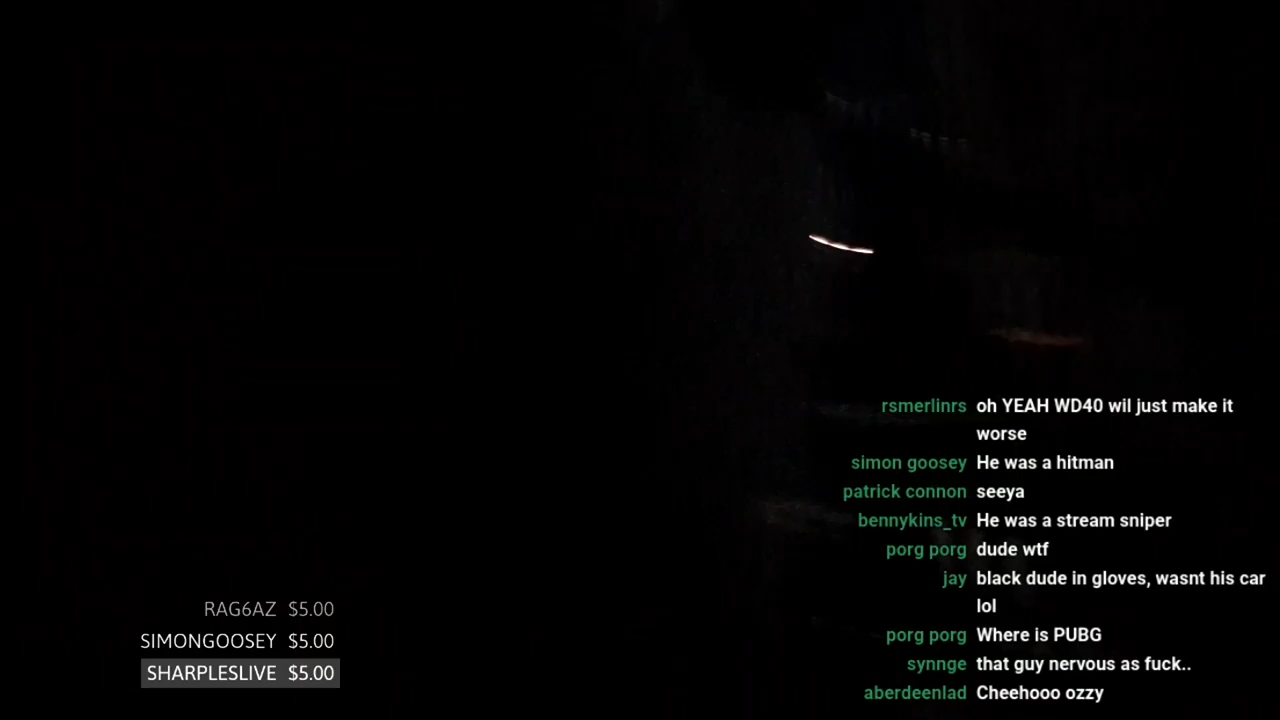 rsmerlinrs oh YEAH WD40 wil just make it
worse
simon goosey He was a hitman
patrick connon seeya
bennykins_tv He was a stream sniper
porg porg dude wtf
jay black dude in gloves, wasnt his car
lol
porg porg Where is PUBG
synnge that guy nervous as fuck..
aberdeenlad Cheehooo ozzy
RAG6AZ $5.00
SIMONGOOSEY $5.00
SHARPLESLIVE $5.00